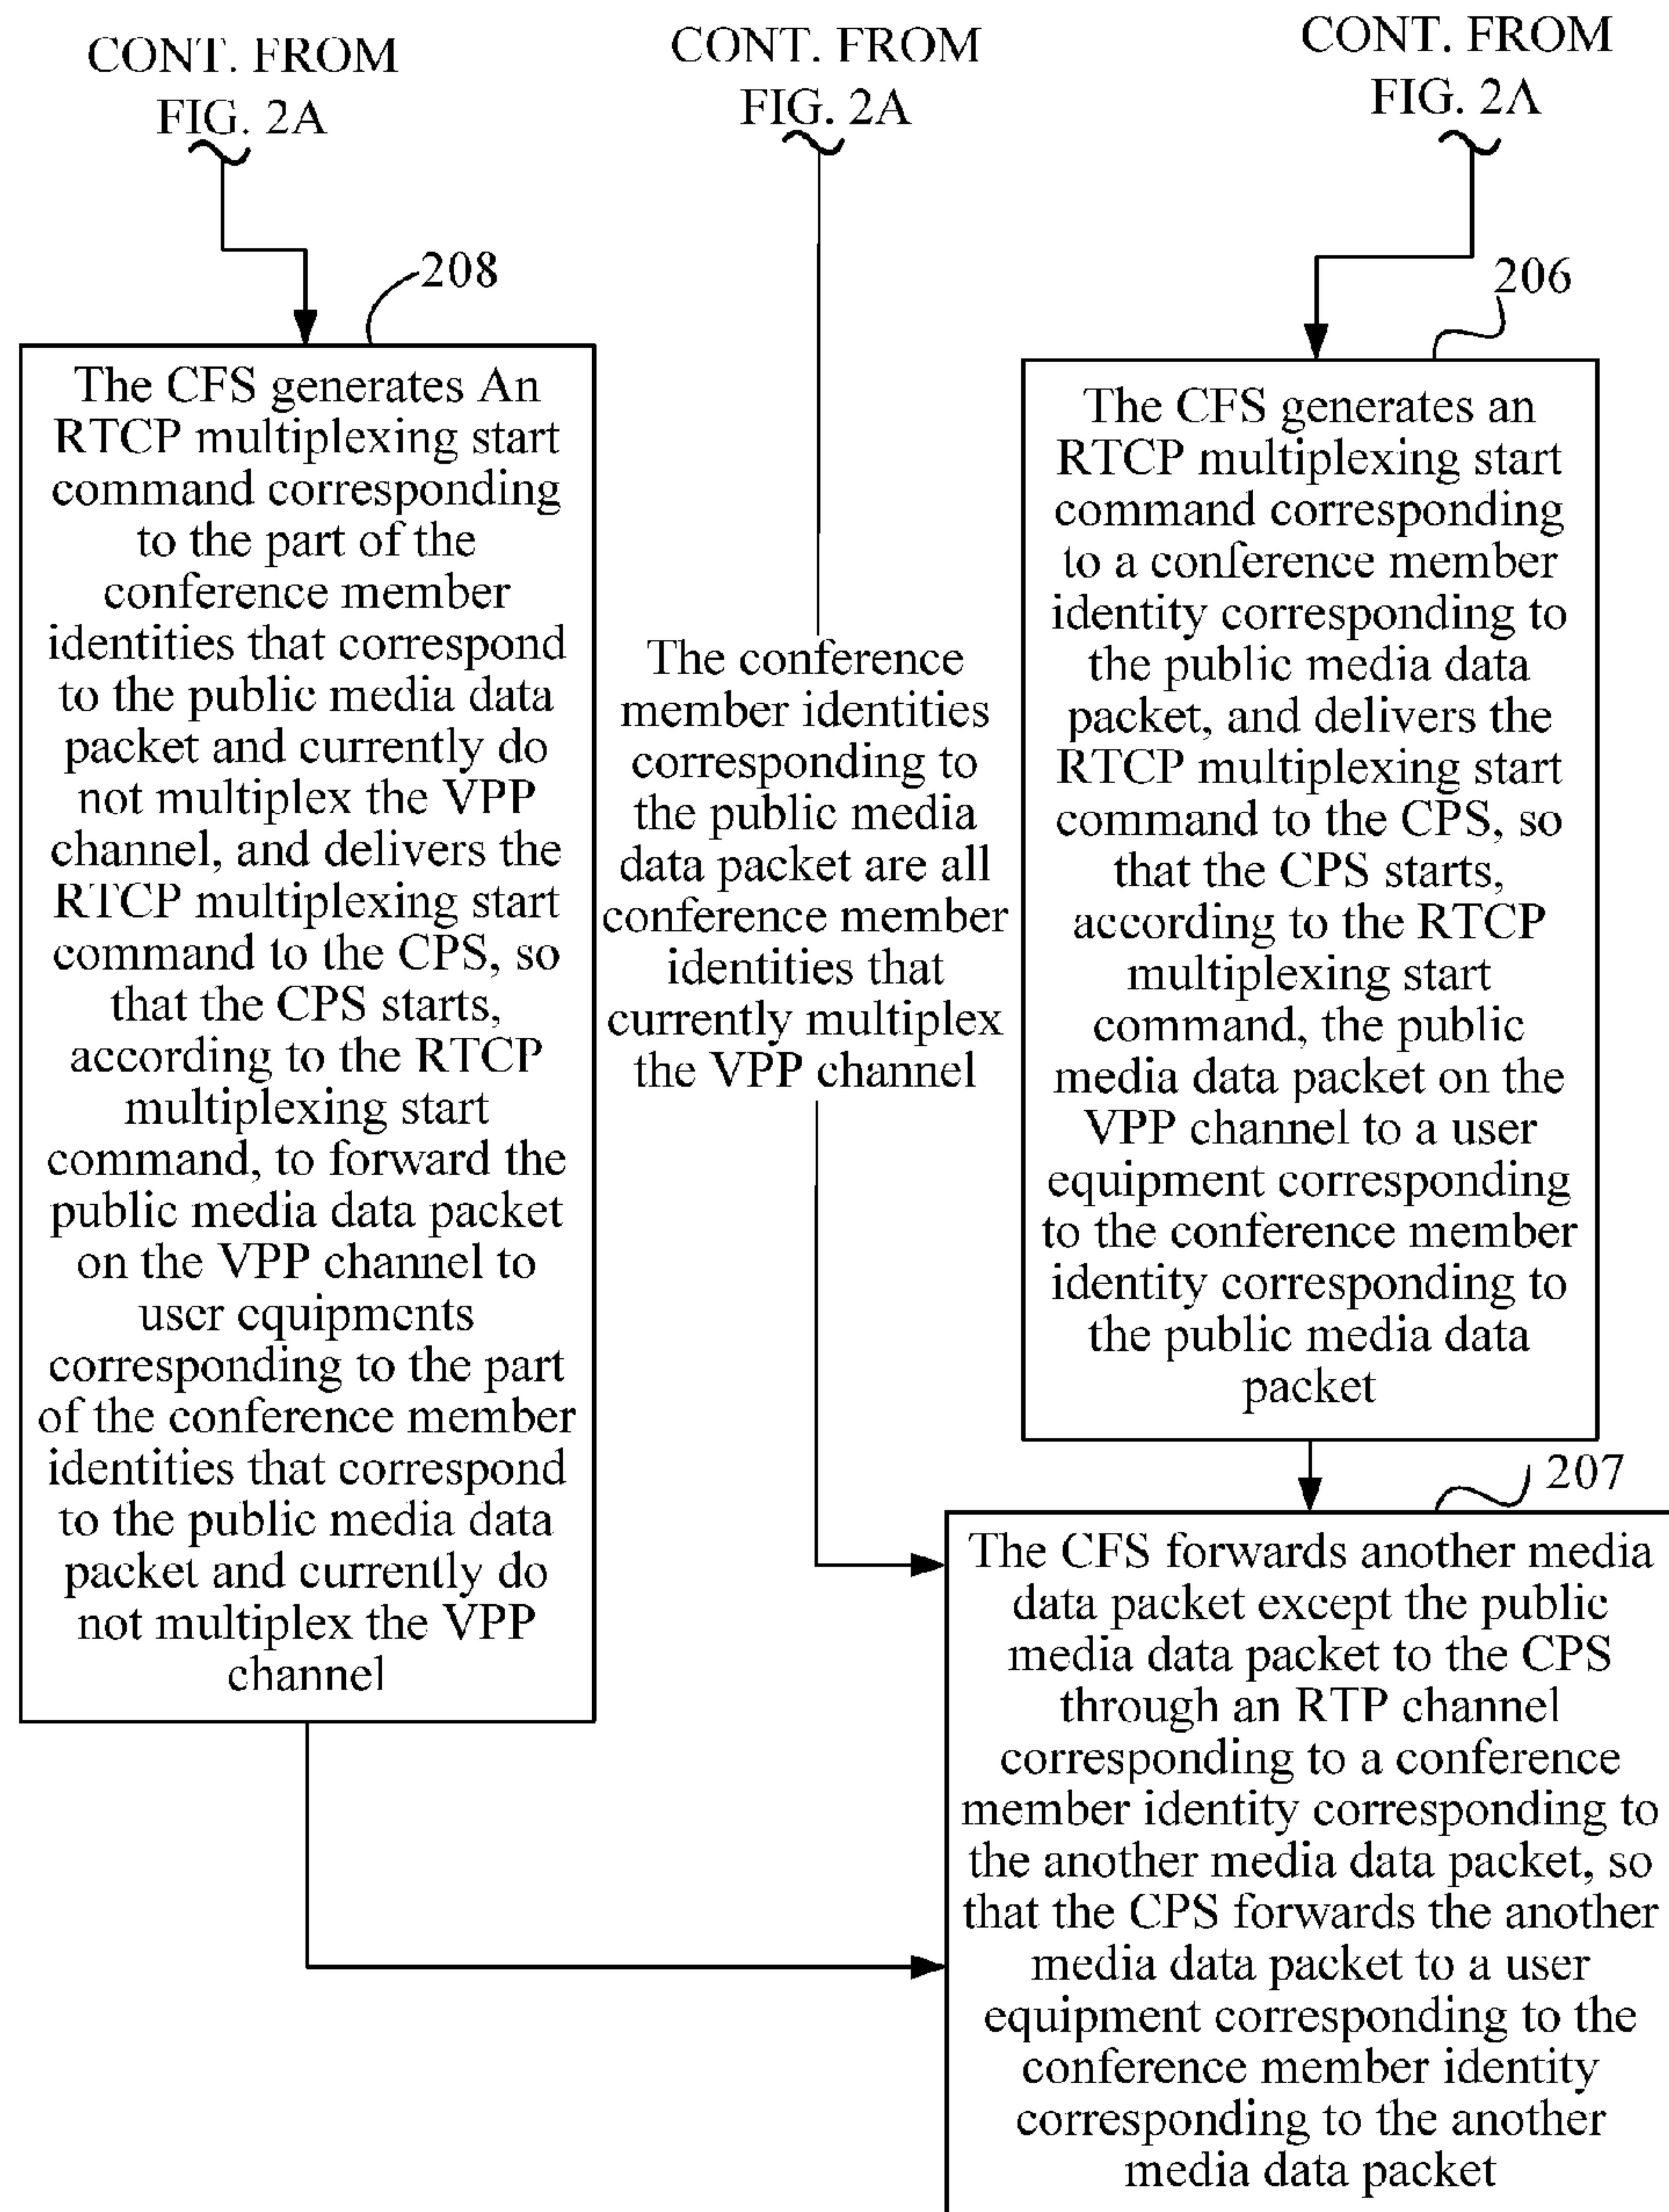 CONT. FROM
FIG. 2A
CONT. FROM
FIG. 2A
CONT. FROM
FIG. 2A
208
The CFS generates An
RTCP multiplexing start
command corresponding
to the part of the
conference member
identities that correspond
to the public media data
packet and currently do
not multiplex the VPP
channel, and delivers the
RTCP multiplexing start
command to the CPS, so
that the CPS starts,
according to the RTCP
multiplexing start
command, to forward the
public media data packet
on the VPP channel to
user equipments
corresponding to the part
of the conference member
identities that correspond
to the public media data
packet and currently do
not multiplex the VPP
channel
The conference
member identities
corresponding to
the public media
data packet are all
conference member
identities that
currently multiplex
the VPP channel
206
The CFS generates an
RTCP multiplexing start
command corresponding
to a conference member
identity corresponding to
the public media data
packet, and delivers the
RTCP multiplexing start
command to the CPS, so
that the CPS starts,
according to the RTCP
multiplexing start
command, the public
media data packet on the
VPP channel to a user
equipment corresponding
to the conference member
identity corresponding to
the public media data
packet
207
The CFS forwards another media
data packet except the public
media data packet to the CPS
through an RTP channel
corresponding to a conference
member identity corresponding to
the another media data packet, so
that the CPS forwards the another
media data packet to a user
equipment corresponding to the
conference member identity
corresponding to the another
media data packet